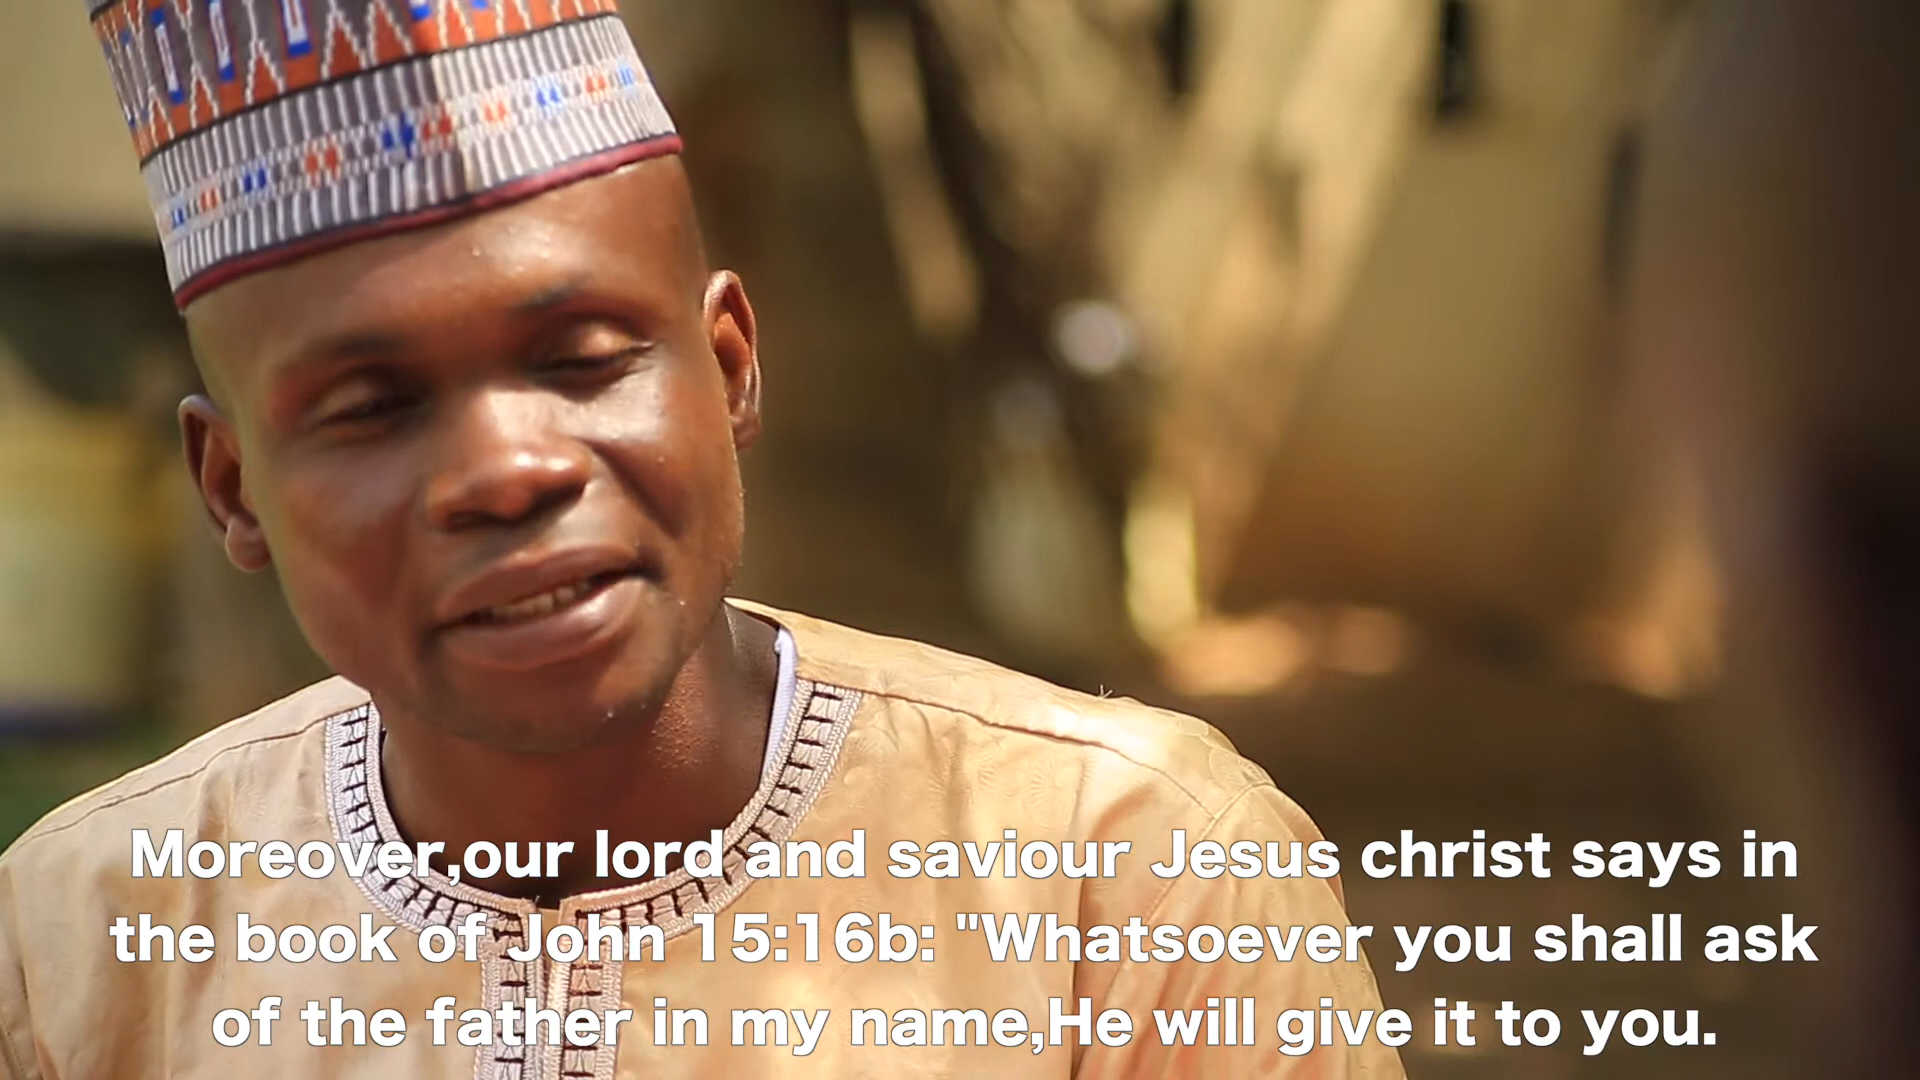 Moreover,our lord and saviour Jesus christ says in
the book of John 15:16b: "Whatsoever you shall ask
of the father in my name,He will give it to you.